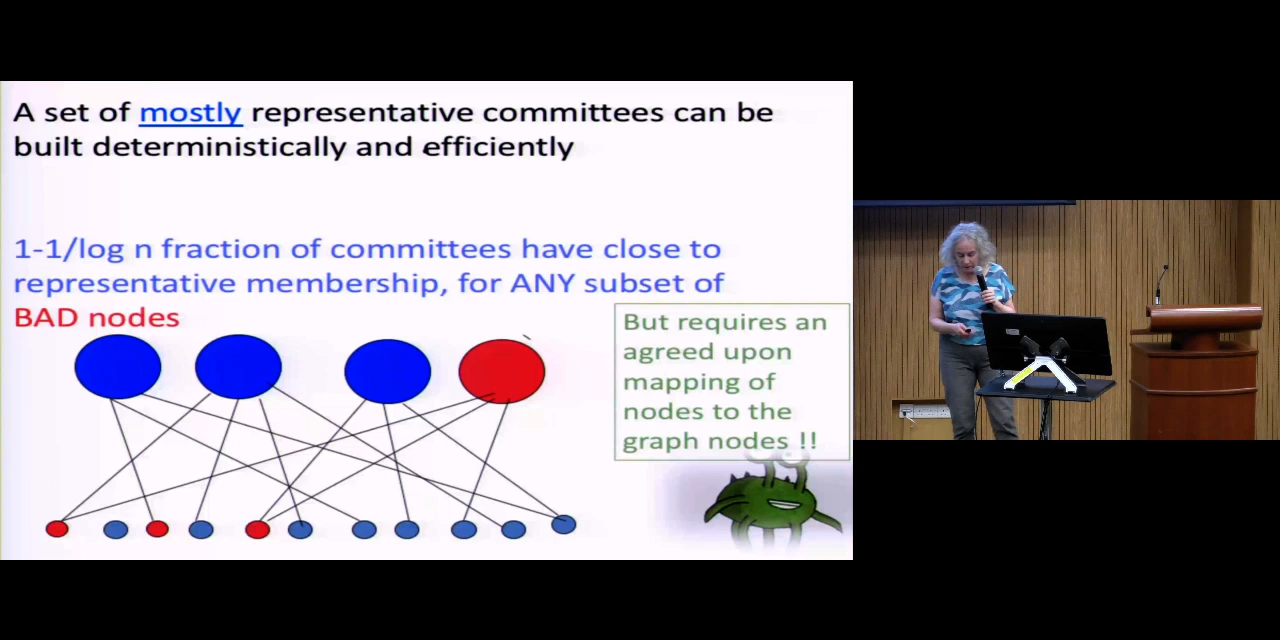 A set of mostly representative committees can be
built deterministically and efficiently
1-1/log n fraction of committees have close to
representative membership, for ANY subset of
BAD nodes
But requires an
agreed upon
mapping of
nodes to the
graph nodes !!